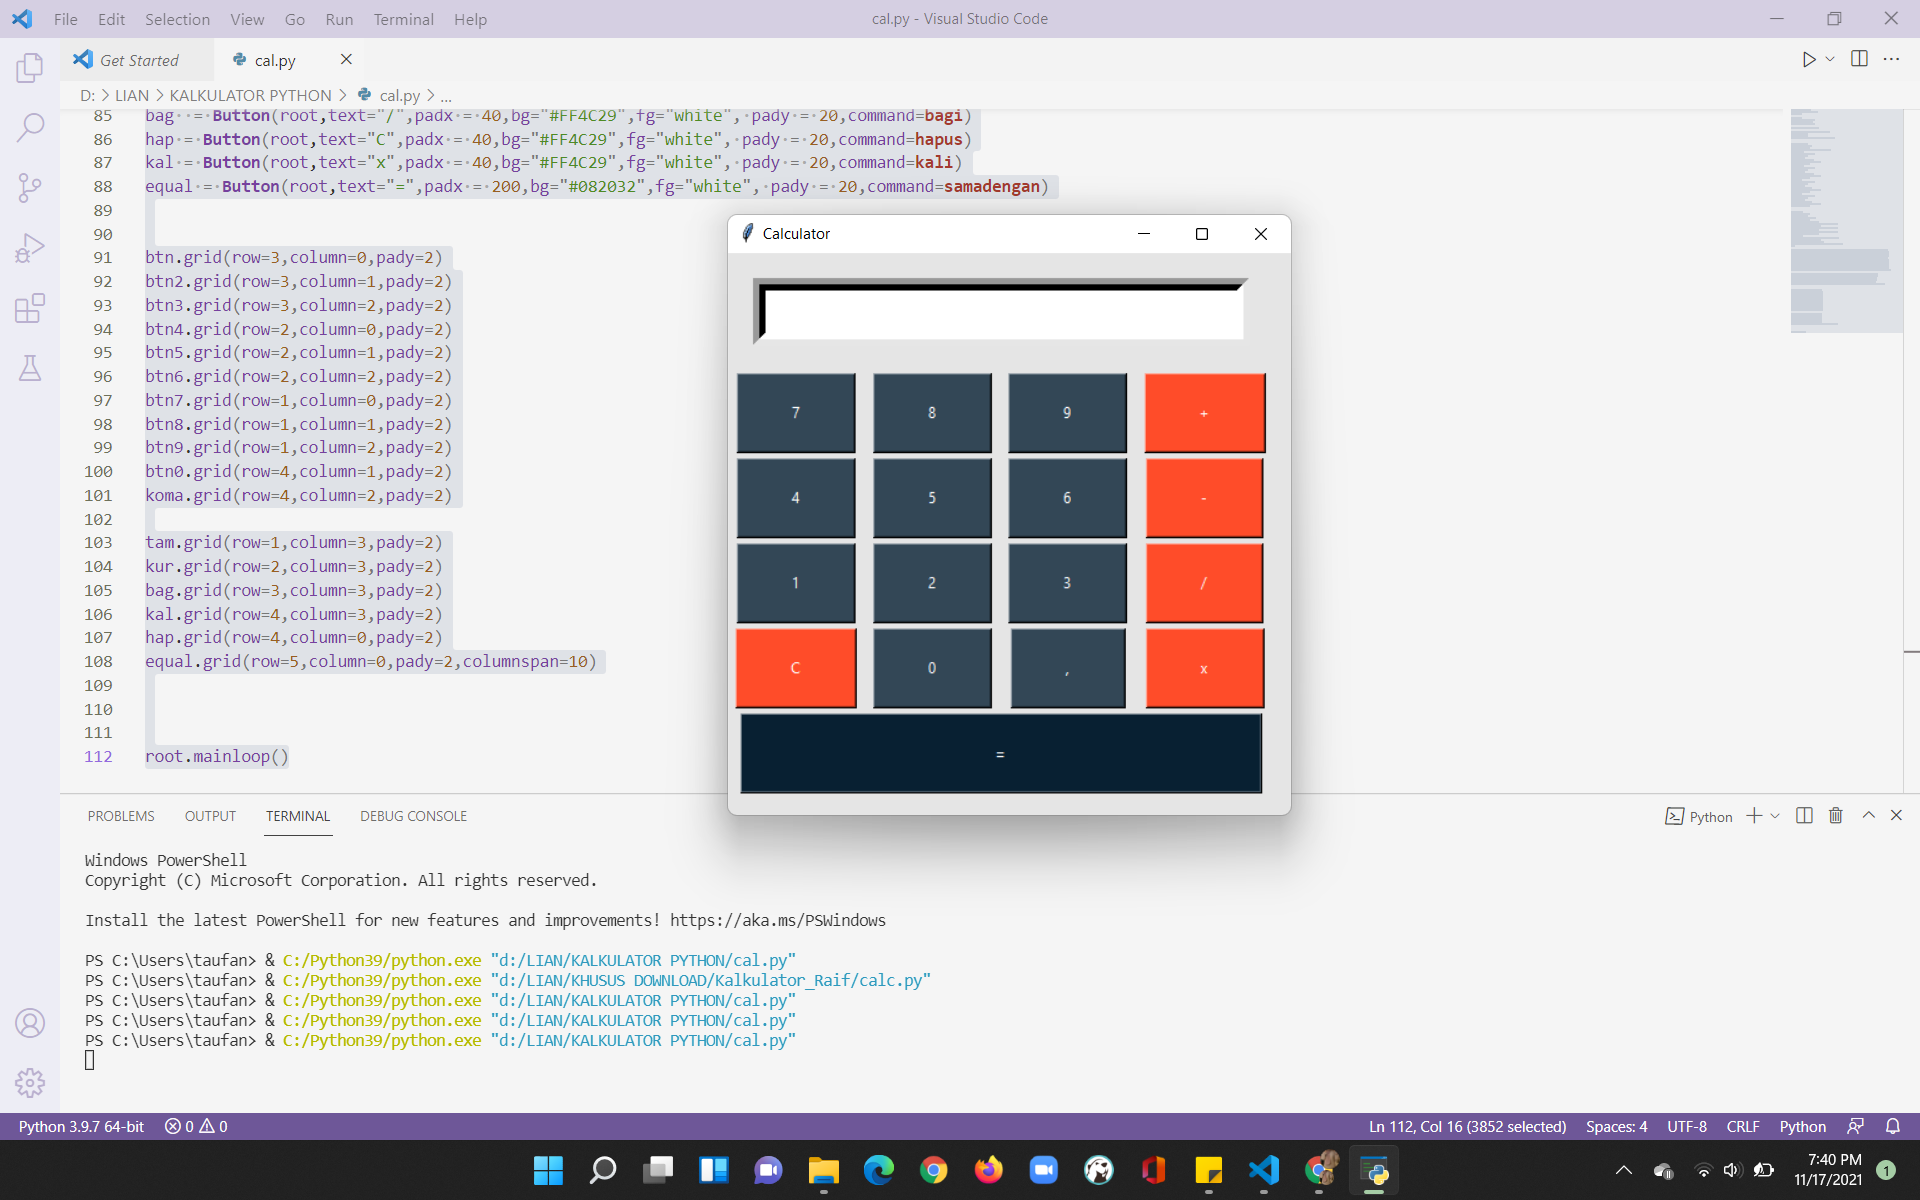 File Edit Selection View Go Run Terminal Help
cal.py - Visual Studio Code
Get Started
cal.py
D: > LIAN > KALKULATOR PYTHON > cal.py > ...
85 bag = Button(root,text="/",padx = 40,bg="#FF4C29",fg="white", pady = 20,command=bagi)
86 hap = Button(root,text="C",padx = 40,bg="#FF4C29",fg="white", pady = 20,command=hapus)
87 kal = Button(root,text="x",padx = 40,bg="#FF4C29",fg="white", pady = 20,command=kali)
88 equal = Button(root,text="=",padx = 200,bg="#082032",fg="white", pady = 20,command=samadengan)
89
90
91 btn.grid(row=3,column=0,pady=2)
92 btn2.grid(row=3,column=1,pady=2)
93 btn3.grid(row=3,column=2,pady=2)
94 btn4.grid(row=2,column=0,pady=2)
95 btn5.grid(row=2,column=1,pady=2)
96 btn6.grid(row=2,column=2,pady=2)
97 btn7.grid(row=1,column=0,pady=2)
98 btn8.grid(row=1,column=1,pady=2)
99 btn9.grid(row=1,column=2,pady=2)
100 btn0.grid(row=4,column=1,pady=2)
101 koma.grid(row=4,column=2,pady=2)
102
103 tam.grid(row=1,column=3,pady=2)
104 kur.grid(row=2,column=3,pady=2)
105 bag.grid(row=3,column=3,pady=2)
106 kal.grid(row=4,column=3,pady=2)
107 hap.grid(row=4,column=0,pady=2)
108 equal.grid(row=5,column=0,pady=2,columnspan=10)
109
110
111
112 root.mainloop()
Calculator
7 8 9 +
4 5 6 -
1 2 3 /
C 0 , x
=
PROBLEMS OUTPUT TERMINAL DEBUG CONSOLE
Python
Windows PowerShell
Copyright (C) Microsoft Corporation. All rights reserved.
Install the latest PowerShell for new features and improvements! https://aka.ms/PSWindows
PS C:\Users\taufan> & C:/Python39/python.exe "d:/LIAN/KALKULATOR PYTHON/cal.py"
PS C:\Users\taufan> & C:/Python39/python.exe "d:/LIAN/KHUSUS DOWNLOAD/Kalkulator_Raif/calc.py"
PS C:\Users\taufan> & C:/Python39/python.exe "d:/LIAN/KALKULATOR PYTHON/cal.py"
PS C:\Users\taufan> & C:/Python39/python.exe "d:/LIAN/KALKULATOR PYTHON/cal.py"
PS C:\Users\taufan> & C:/Python39/python.exe "d:/LIAN/KALKULATOR PYTHON/cal.py"
Python 3.9.7 64-bit 0 0
Ln 112, Col 16 (3852 selected) Spaces: 4 UTF-8 CRLF Python
7:40 PM
11/17/2021
1